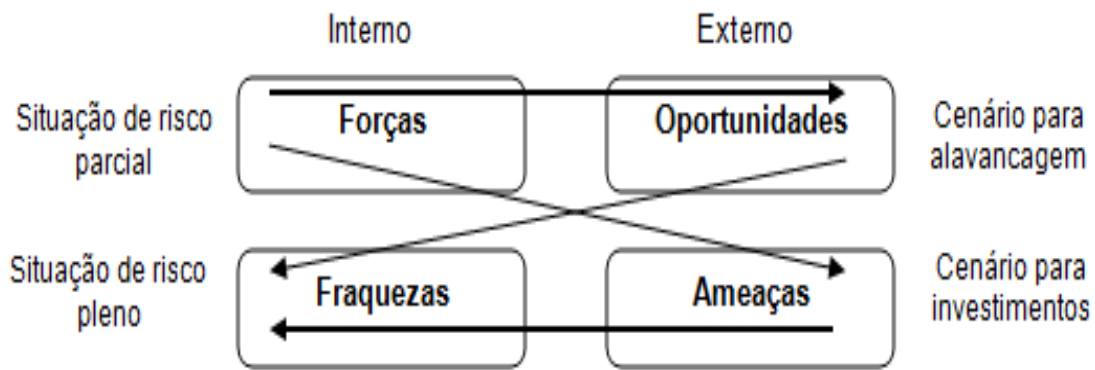 Interno
Externo
Situação de risco
parcial
Forças
Oportunidades
Cenário para
alavancagem
Situação de risco
pleno
Fraquezas
Ameaças
Cenário para
investimentos